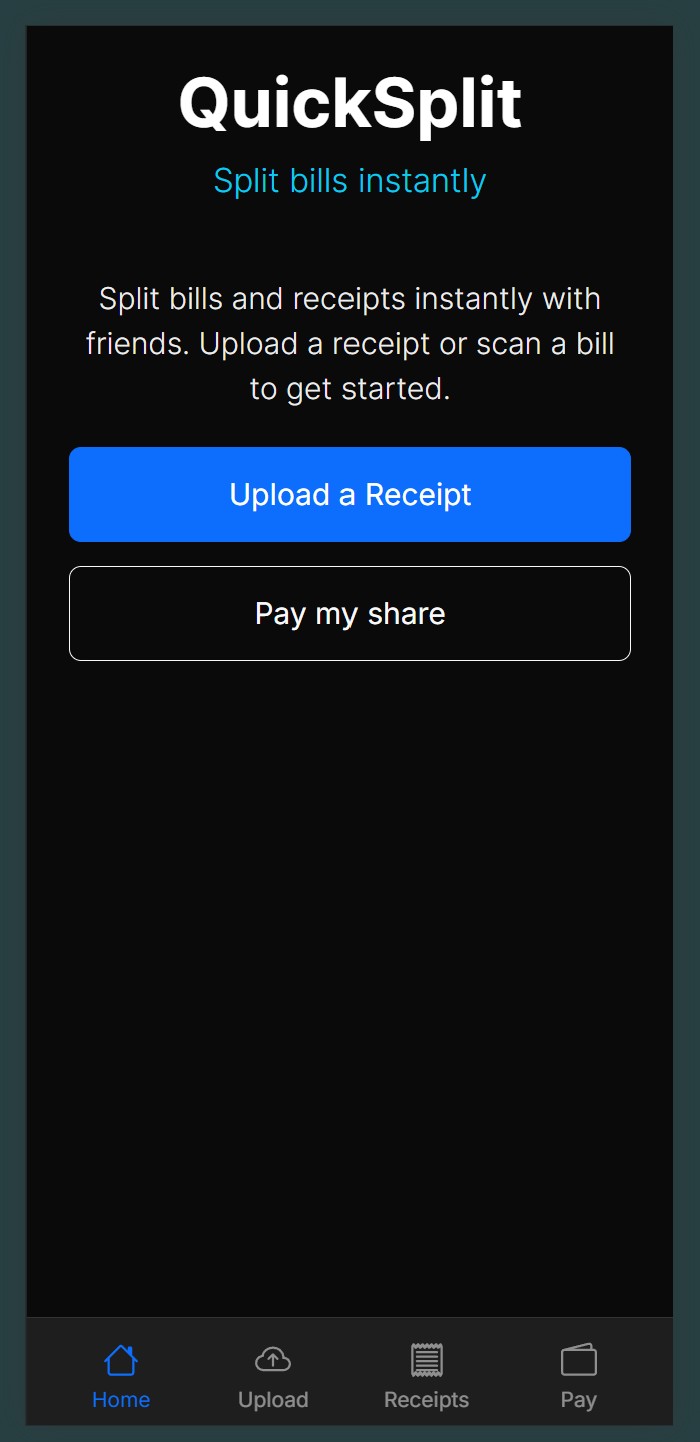 QuickSplit
Split bills instantly
Split bills and receipts instantly with
friends. Upload a receipt or scan a bill
to get started.
Upload a Receipt
Pay my share
Home
Upload
Receipts
Pay